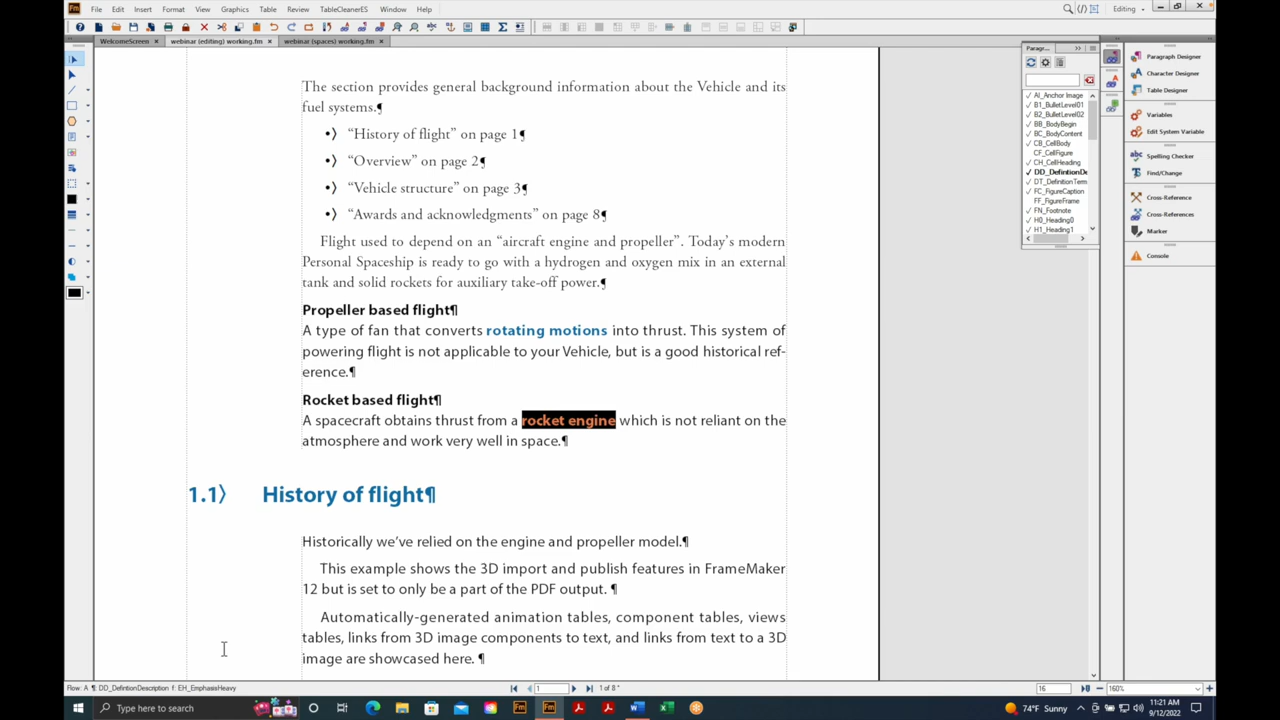 File Edit Insert Format View Graphics Table Review TableCleanerES Window Help
Editing
WelcomeScreen webinar (editing) working.fm webinar (spaces) working.fm
The section provides general background information about the Vehicle and its
fuel systems.¶
•⟩ “History of flight” on page 1¶
•⟩ “Overview” on page 2¶
•⟩ “Vehicle structure” on page 3¶
•⟩ “Awards and acknowledgments” on page 8¶
Flight used to depend on an “aircraft engine and propeller”. Today’s modern
Personal Spaceship is ready to go with a hydrogen and oxygen mix in an external
tank and solid rockets for auxiliary take-off power.¶
Propeller based flight¶
A type of fan that converts rotating motions into thrust. This system of
powering flight is not applicable to your Vehicle, but is a good historical ref-
erence.¶
Rocket based flight¶
A spacecraft obtains thrust from a rocket engine which is not reliant on the
atmosphere and work very well in space.¶
1.1⟩ History of flight¶
Historically we’ve relied on the engine and propeller model.¶
This example shows the 3D import and publish features in FrameMaker
12 but is set to only be a part of the PDF output. ¶
Automatically-generated animation tables, component tables, views
tables, links from 3D image components to text, and links from text to a 3D
image are showcased here. ¶
Paragr...
AI_Anchor Image
B1_BulletLevel01
B2_BulletLevel02
BB_BodyBegin
BC_BodyContent
CB_CellBody
CF_CellFigure
CH_CellHeading
DD_DefintionDe
DT_DefinitionTerm
FC_FigureCaption
FF_FigureFrame
FN_Footnote
H0_Heading0
H1_Heading1
Paragraph Designer
Character Designer
Table Designer
Variables
Edit System Variable
Spelling Checker
Find/Change
Cross-Reference
Cross-References
Marker
Console
Flow: A ¶ DD_DefintionDescription f: EH_EmphasisHeavy
1
1 of 8 *
16
160%
Type here to search
74°F Sunny
11:21 AM
9/12/2022